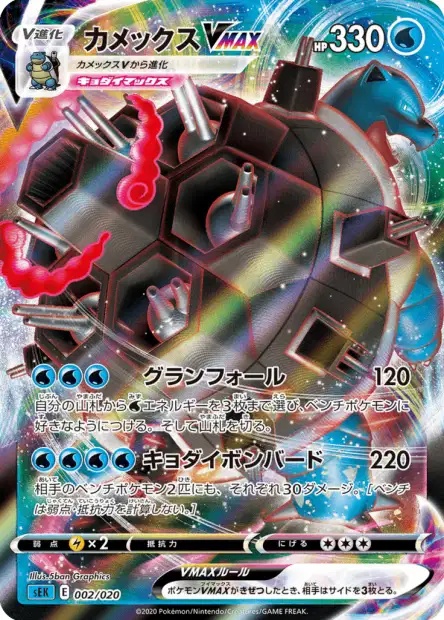 V進化
カメックスVMAX
HP330
カメックスVから進化
キョダイマックス
グランフォール 120
自分の山札から エネルギーを3枚まで選び、ベンチポケモンに
好きなようにつける。そして山札を切る。
キョダイボンバード 220
相手のベンチポケモン2匹にも、それぞれ30ダメージ。[ベンチ
は弱点・抵抗力を計算しない。]
弱点 ×2 抵抗力 にげる
Illus. 5ban Graphics
sEK E 002/020
VMAXルール
ポケモンVMAXがきぜつしたとき、相手はサイドを3枚とる。
©2020 Pokémon/Nintendo/Creatures/GAME FREAK.